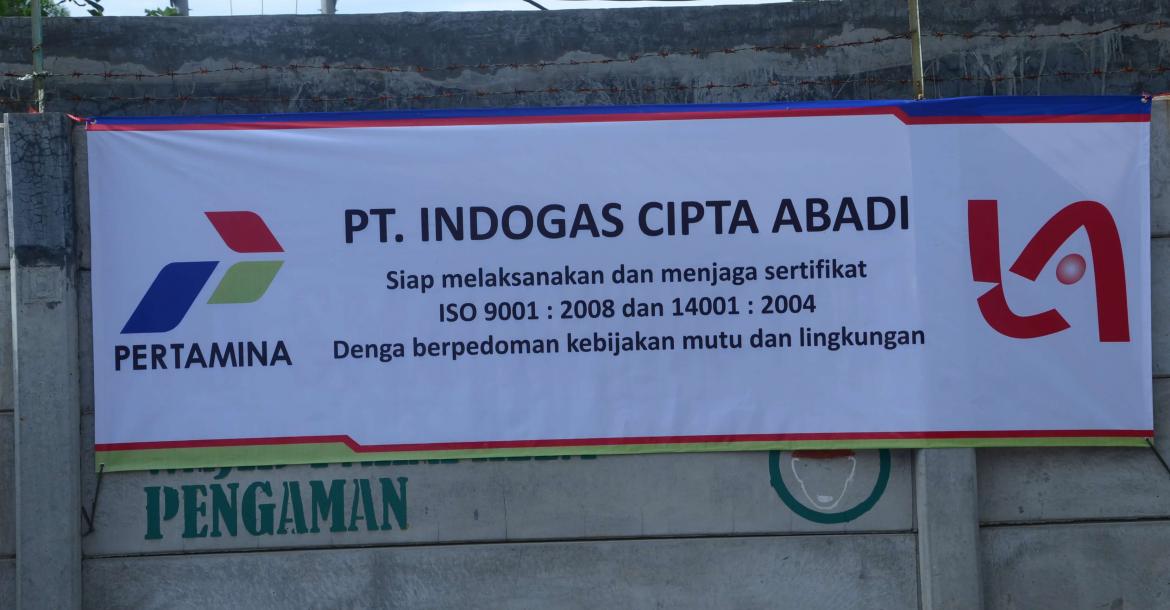 PT. INDOGAS CIPTA ABADI
Siap melaksanakan dan menjaga sertifikat
ISO 9001 : 2008 dan 14001 : 2004
Denga berpedoman kebijakan mutu dan lingkungan
PERTAMINA
PENGAMAN